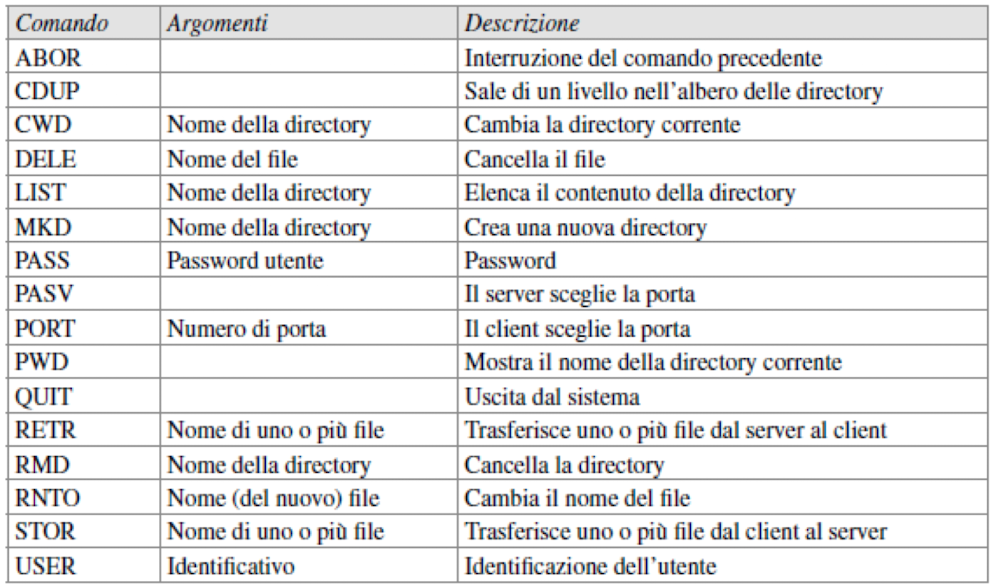 Comando Argomenti Descrizione
ABOR Interruzione del comando precedente
CDUP Sale di un livello nell'albero delle directory
CWD Nome della directory Cambia la directory corrente
DELE Nome del file Cancella il file
LIST Nome della directory Elenca il contenuto della directory
MKD Nome della directory Crea una nuova directory
PASS Password utente Password
PASV Il server sceglie la porta
PORT Numero di porta Il client sceglie la porta
PWD Mostra il nome della directory corrente
QUIT Uscita dal sistema
RETR Nome di uno o più file Trasferisce uno o più file dal server al client
RMD Nome della directory Cancella la directory
RNTO Nome (del nuovo) file Cambia il nome del file
STOR Nome di uno o più file Trasferisce uno o più file dal client al server
USER Identificativo Identificazione dell'utente